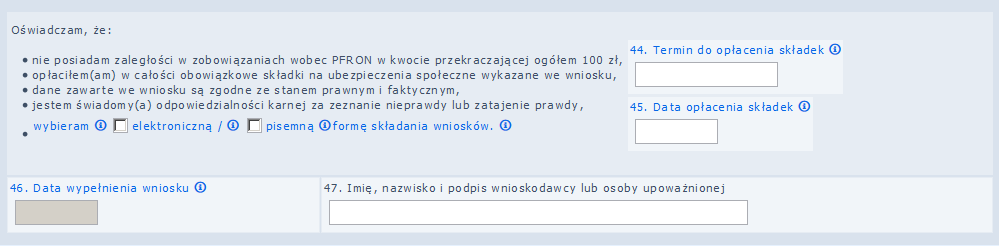 Oświadczam, że:
nie posiadam zaległości w zobowiązaniach wobec PFRON w kwocie przekraczającej ogółem 100 zł,
opłaciłem(am) w całości obowiązkowe składki na ubezpieczenia społeczne wykazane we wniosku,
dane zawarte we wniosku są zgodne ze stanem prawnym i faktycznym,
jestem świadomy(a) odpowiedzialności karnej za zeznanie nieprawdy lub zatajenie prawdy,
wybieram elektroniczną / pisemną formę składania wniosków.
44. Termin do opłacenia składek
45. Data opłacenia składek
46. Data wypełnienia wniosku
47. Imię, nazwisko i podpis wnioskodawcy lub osoby upoważnionej